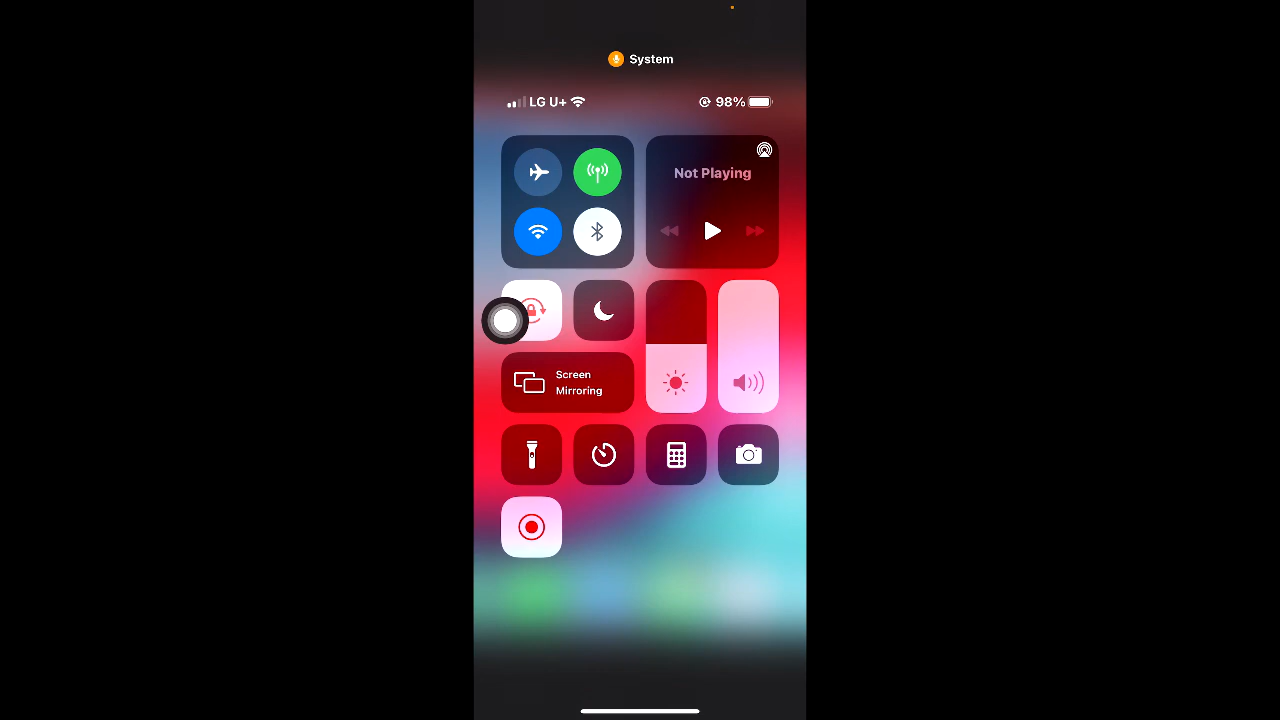 System
LG U+ 98%
Not Playing
Screen
Mirroring